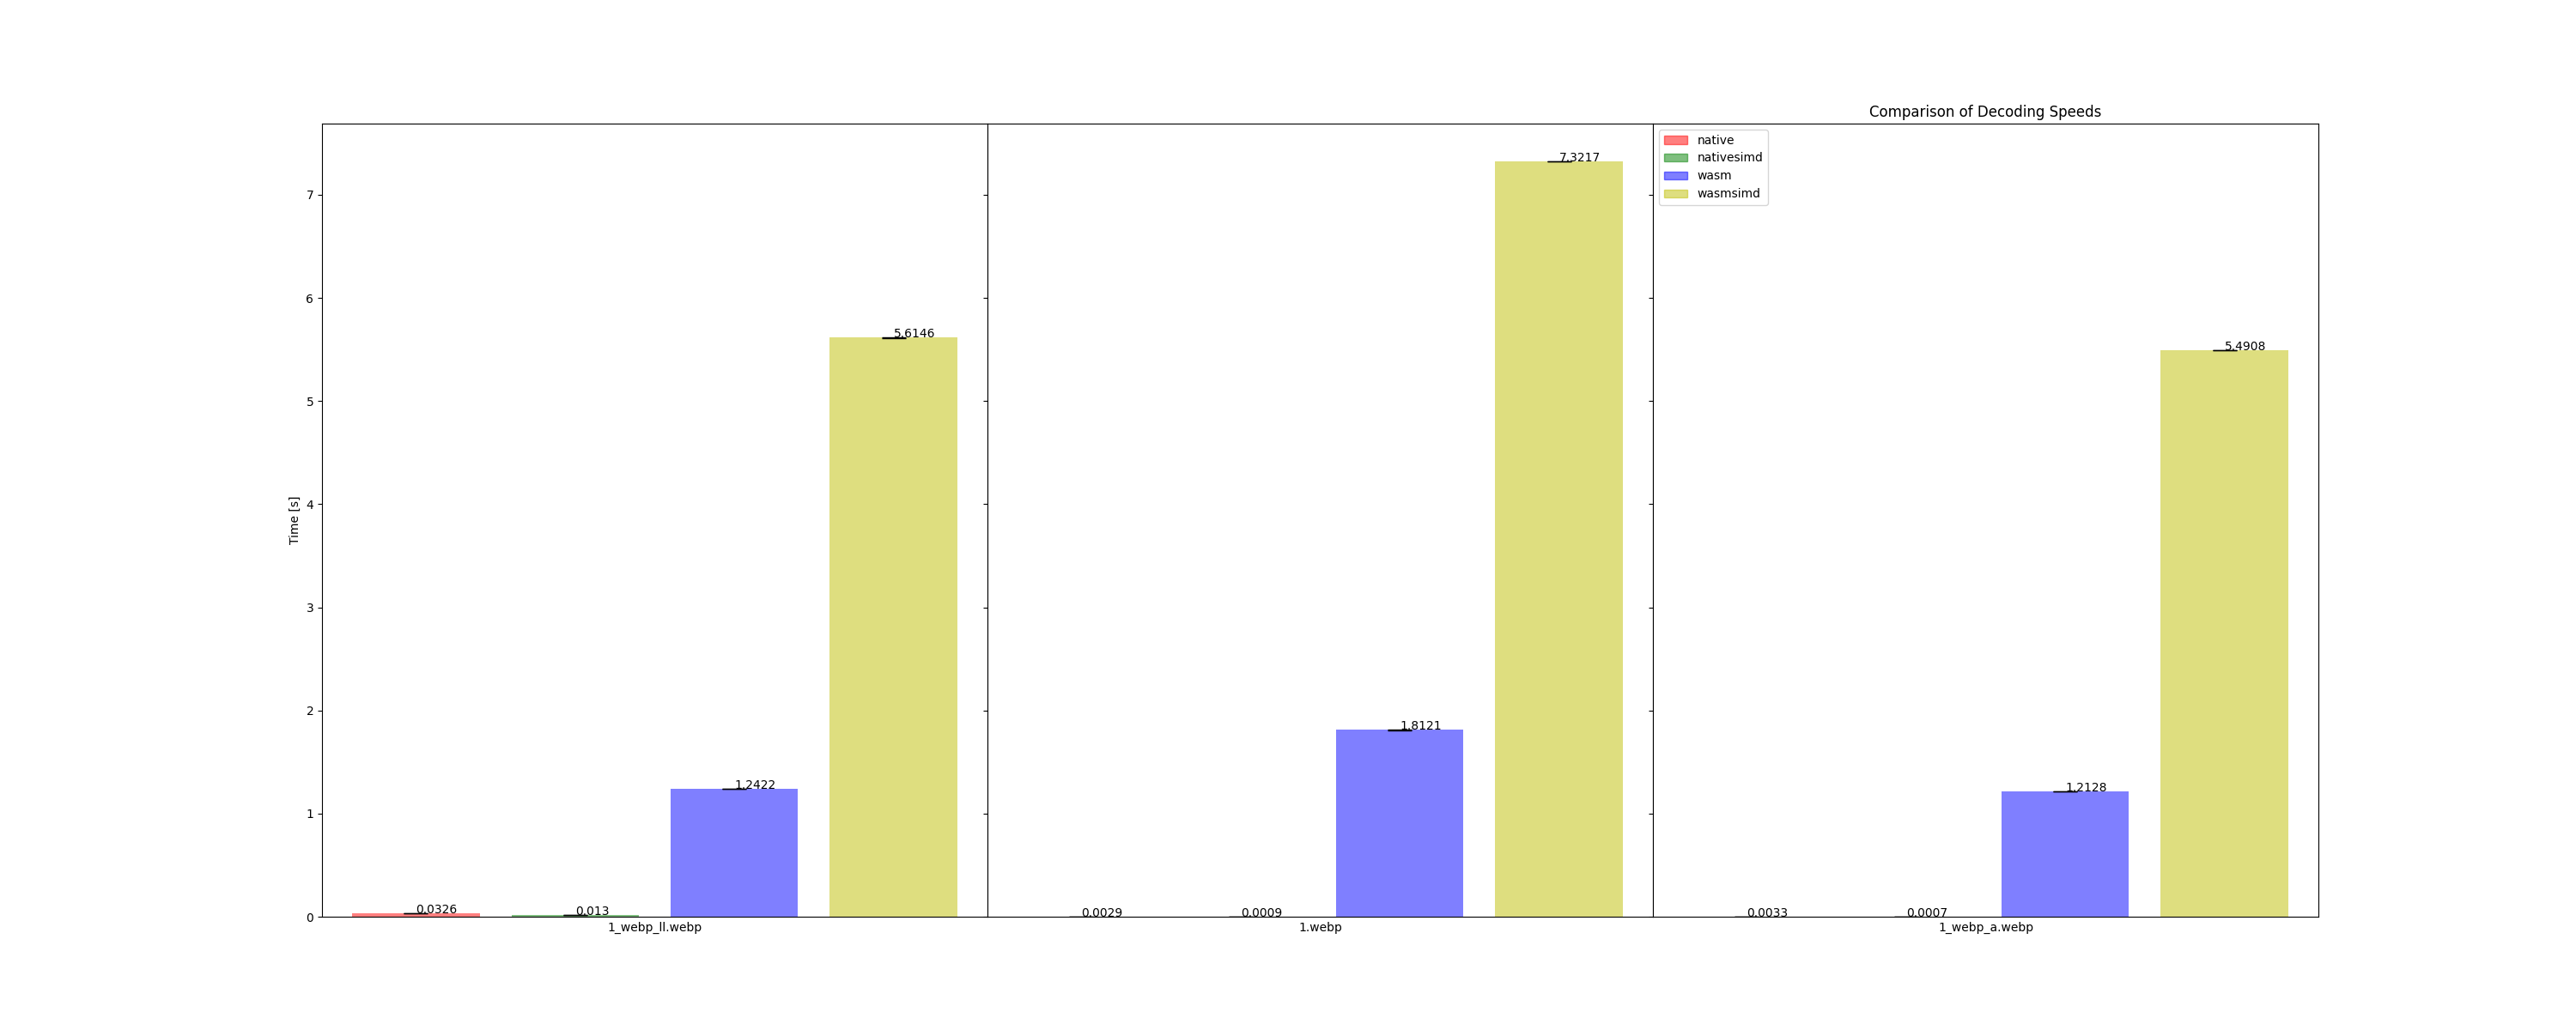 Comparison of Decoding Speeds
native
nativesimd
wasm
wasmsimd
Time [s]
7
6
5
4
3
2
1
0
0.0326
0.013
1.2422
5.6146
0.0029
0.0009
1.8121
7.3217
0.0033
0.0007
1.2128
5.4908
1_webp_ll.webp
1.webp
1_webp_a.webp